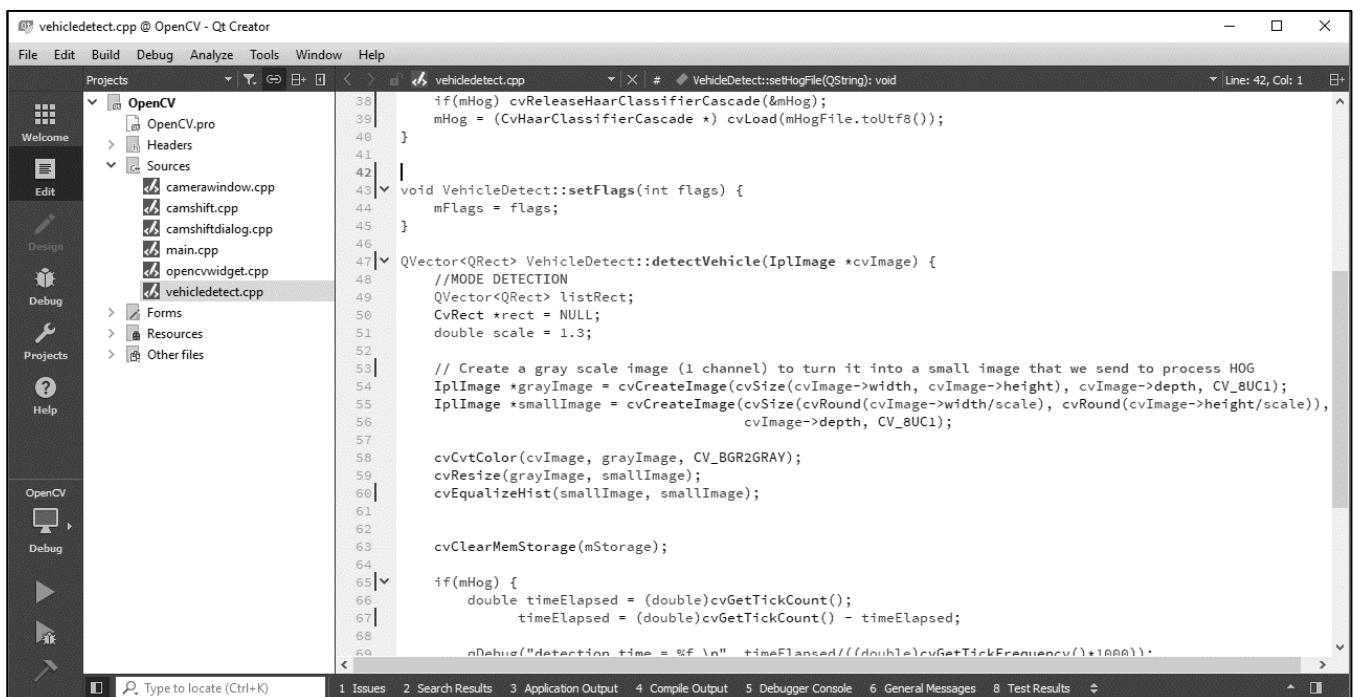 vehicledetect.cpp @ OpenCV - Qt Creator
File Edit Build Debug Analyze Tools Window Help
Projects
vehicledetect.cpp
# VehicleDetect::setHogFile(QString): void
Line: 42, Col: 1
Welcome
Edit
Design
Debug
Projects
Help
OpenCV
Debug
OpenCV
OpenCV.pro
Headers
Sources
camerawindow.cpp
camshift.cpp
camshiftdialog.cpp
main.cpp
opencvwidget.cpp
vehicledetect.cpp
Forms
Resources
Other files
38 if(mHog) cvReleaseHaarClassifierCascade(&mHog);
39 mHog = (CvHaarClassifierCascade *) cvLoad(mHogFile.toUtf8());
40 }
41
42
43 void VehicleDetect::setFlags(int flags) {
44 mFlags = flags;
45 }
46
47 QVector<QRect> VehicleDetect::detectVehicle(IplImage *cvImage) {
48 //MODE DETECTION
49 QVector<QRect> listRect;
50 CvRect *rect = NULL;
51 double scale = 1.3;
52
53 // Create a gray scale image (1 channel) to turn it into a small image that we send to process HOG
54 IplImage *grayImage = cvCreateImage(cvSize(cvImage->width, cvImage->height), cvImage->depth, CV_8UC1);
55 IplImage *smallImage = cvCreateImage(cvSize(cvRound(cvImage->width/scale), cvRound(cvImage->height/scale)),
56 cvImage->depth, CV_8UC1);
57
58 cvCvtColor(cvImage, grayImage, CV_BGR2GRAY);
59 cvResize(grayImage, smallImage);
60 cvEqualizeHist(smallImage, smallImage);
61
62
63 cvClearMemStorage(mStorage);
64
65 if(mHog) {
66 double timeElapsed = (double)cvGetTickCount();
67 timeElapsed = (double)cvGetTickCount() - timeElapsed;
68
69 qDebug("detection time = %f \n", timeElapsed/((double)cvGetTickFrequency()*1000));
Type to locate (Ctrl+K)
1 Issues 2 Search Results 3 Application Output 4 Compile Output 5 Debugger Console 6 General Messages 8 Test Results